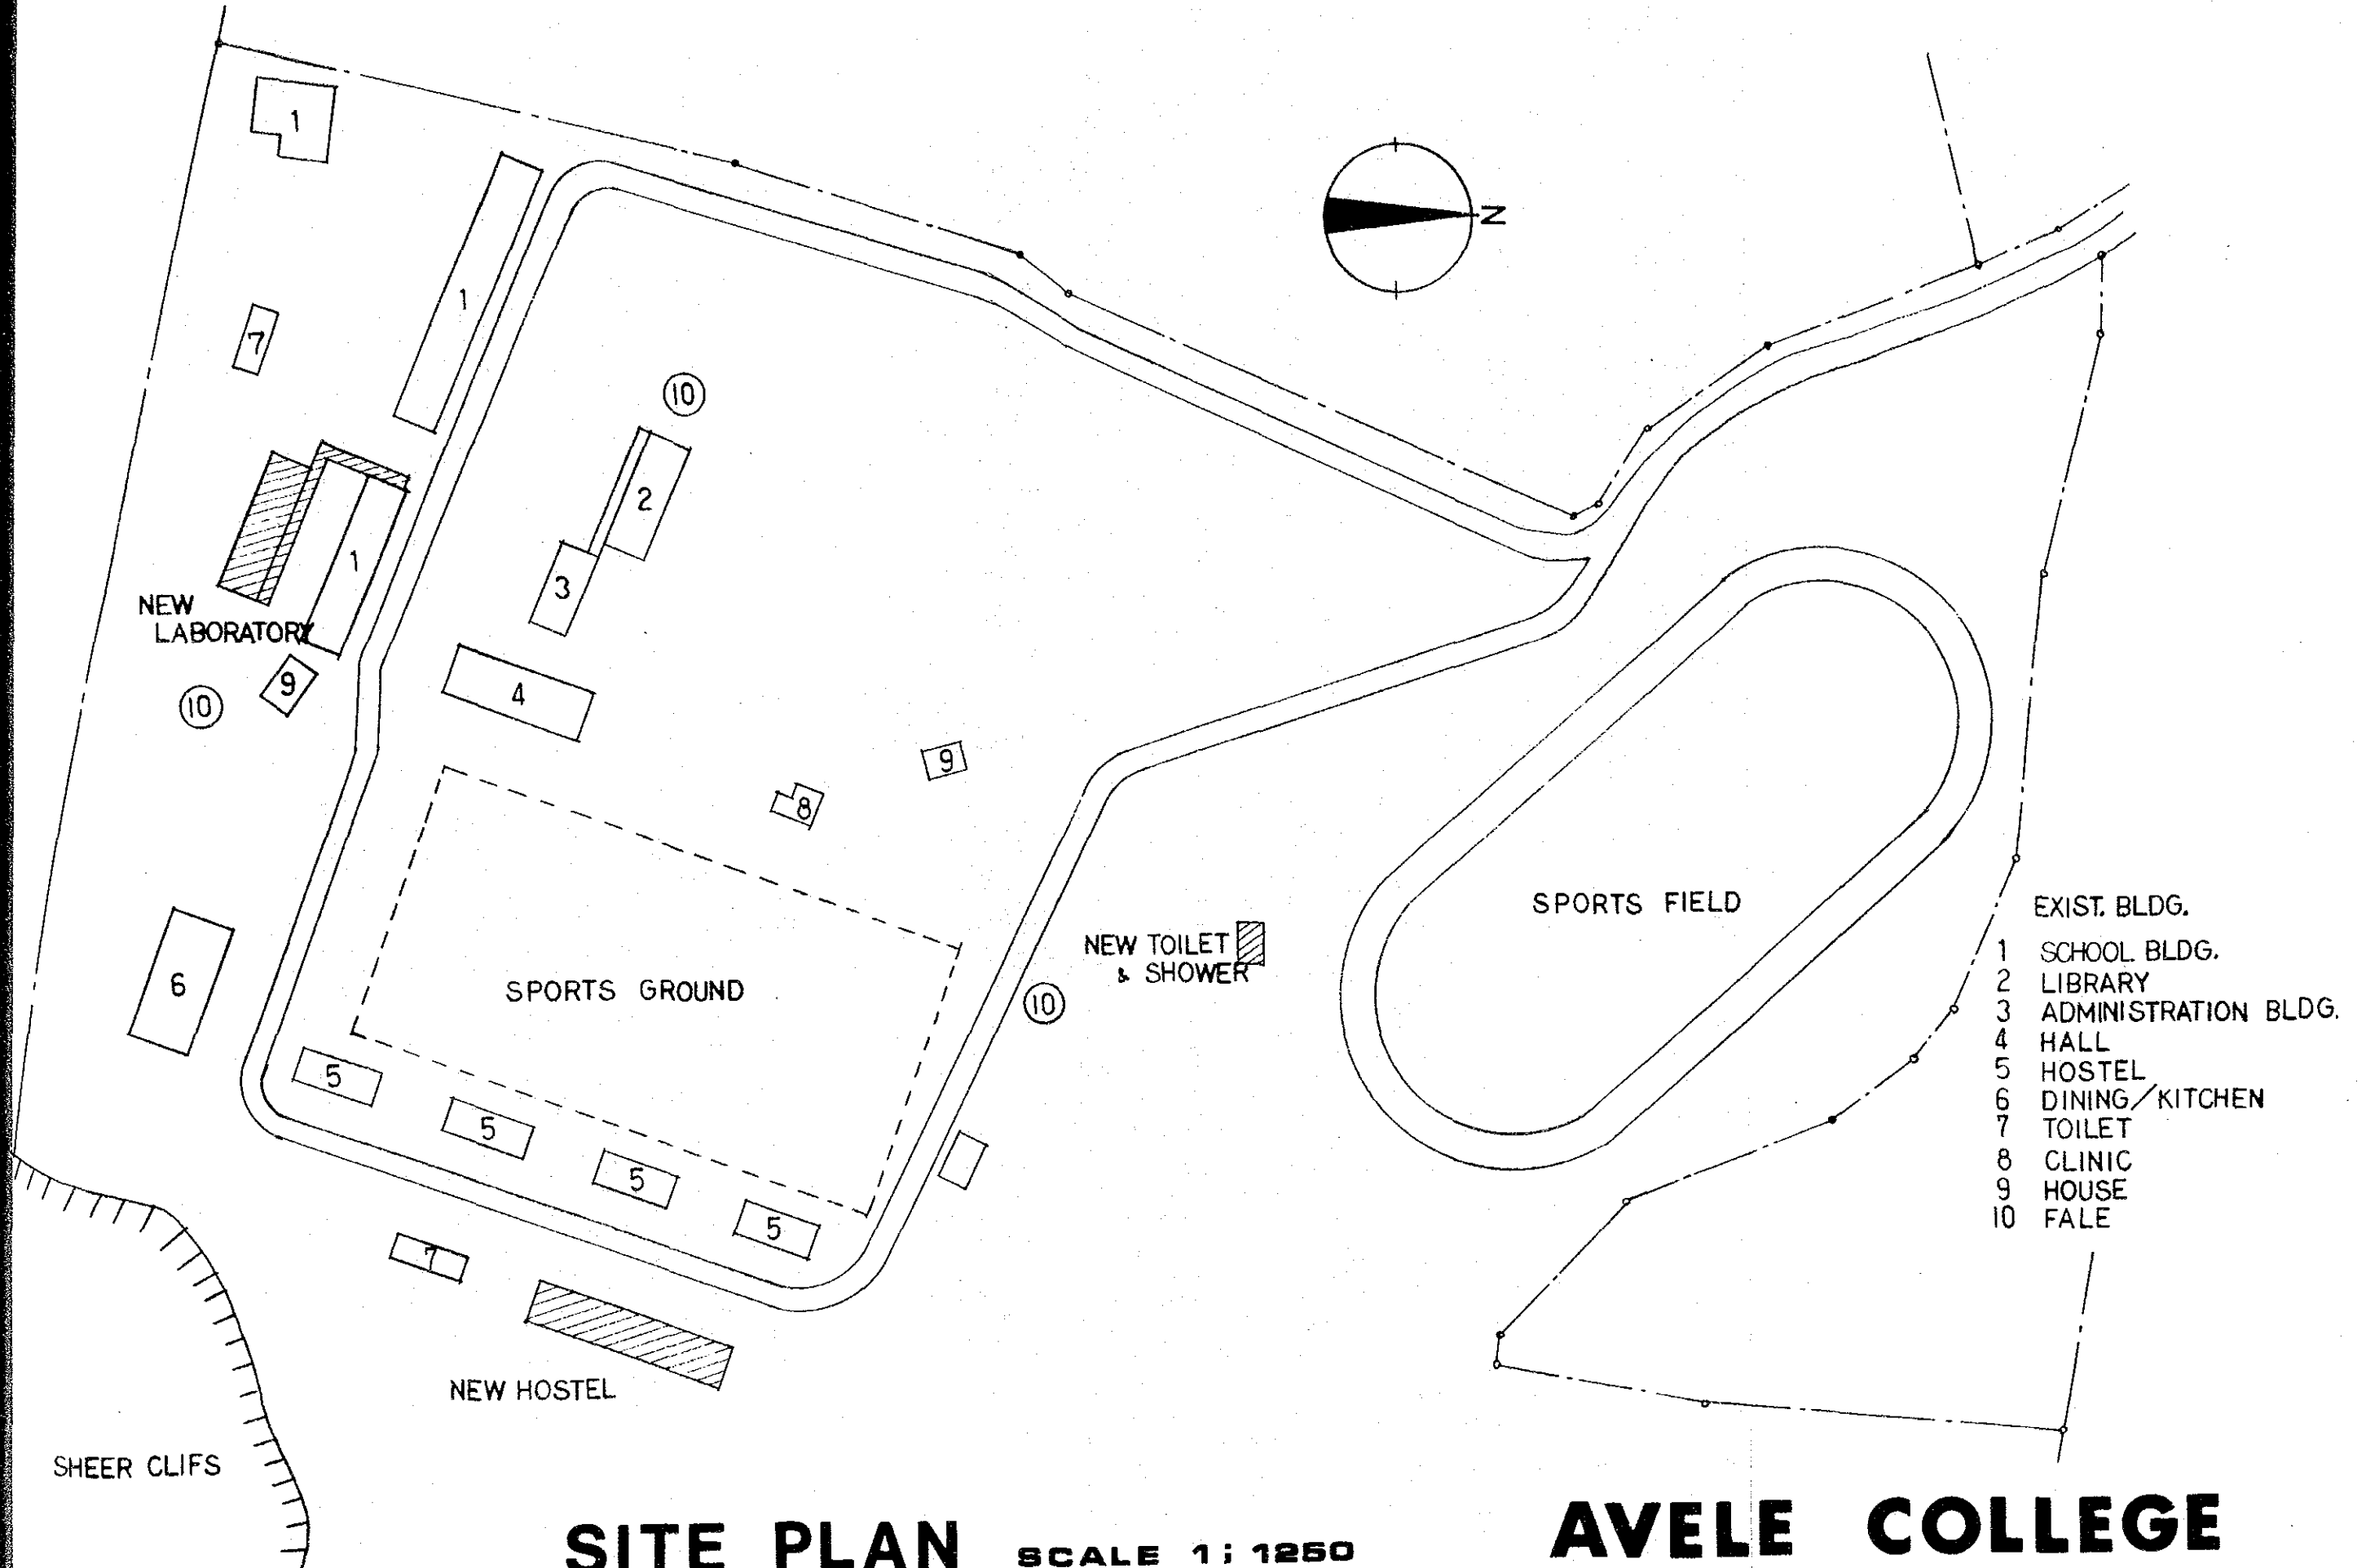 1
N
1
7
10
2
1
3
NEW
LABORATORY
4
9
10
9
8
SPORTS FIELD
NEW TOILET
& SHOWER
6
SPORTS GROUND
10
5
5
5
5
7
NEW HOSTEL
SHEER CLIFS
EXIST. BLDG.
1 SCHOOL BLDG.
2 LIBRARY
3 ADMINISTRATION BLDG.
4 HALL
5 HOSTEL
6 DINING/KITCHEN
7 TOILET
8 CLINIC
9 HOUSE
10 FALE
SITE PLAN SCALE 1 ; 1250
AVELE COLLEGE